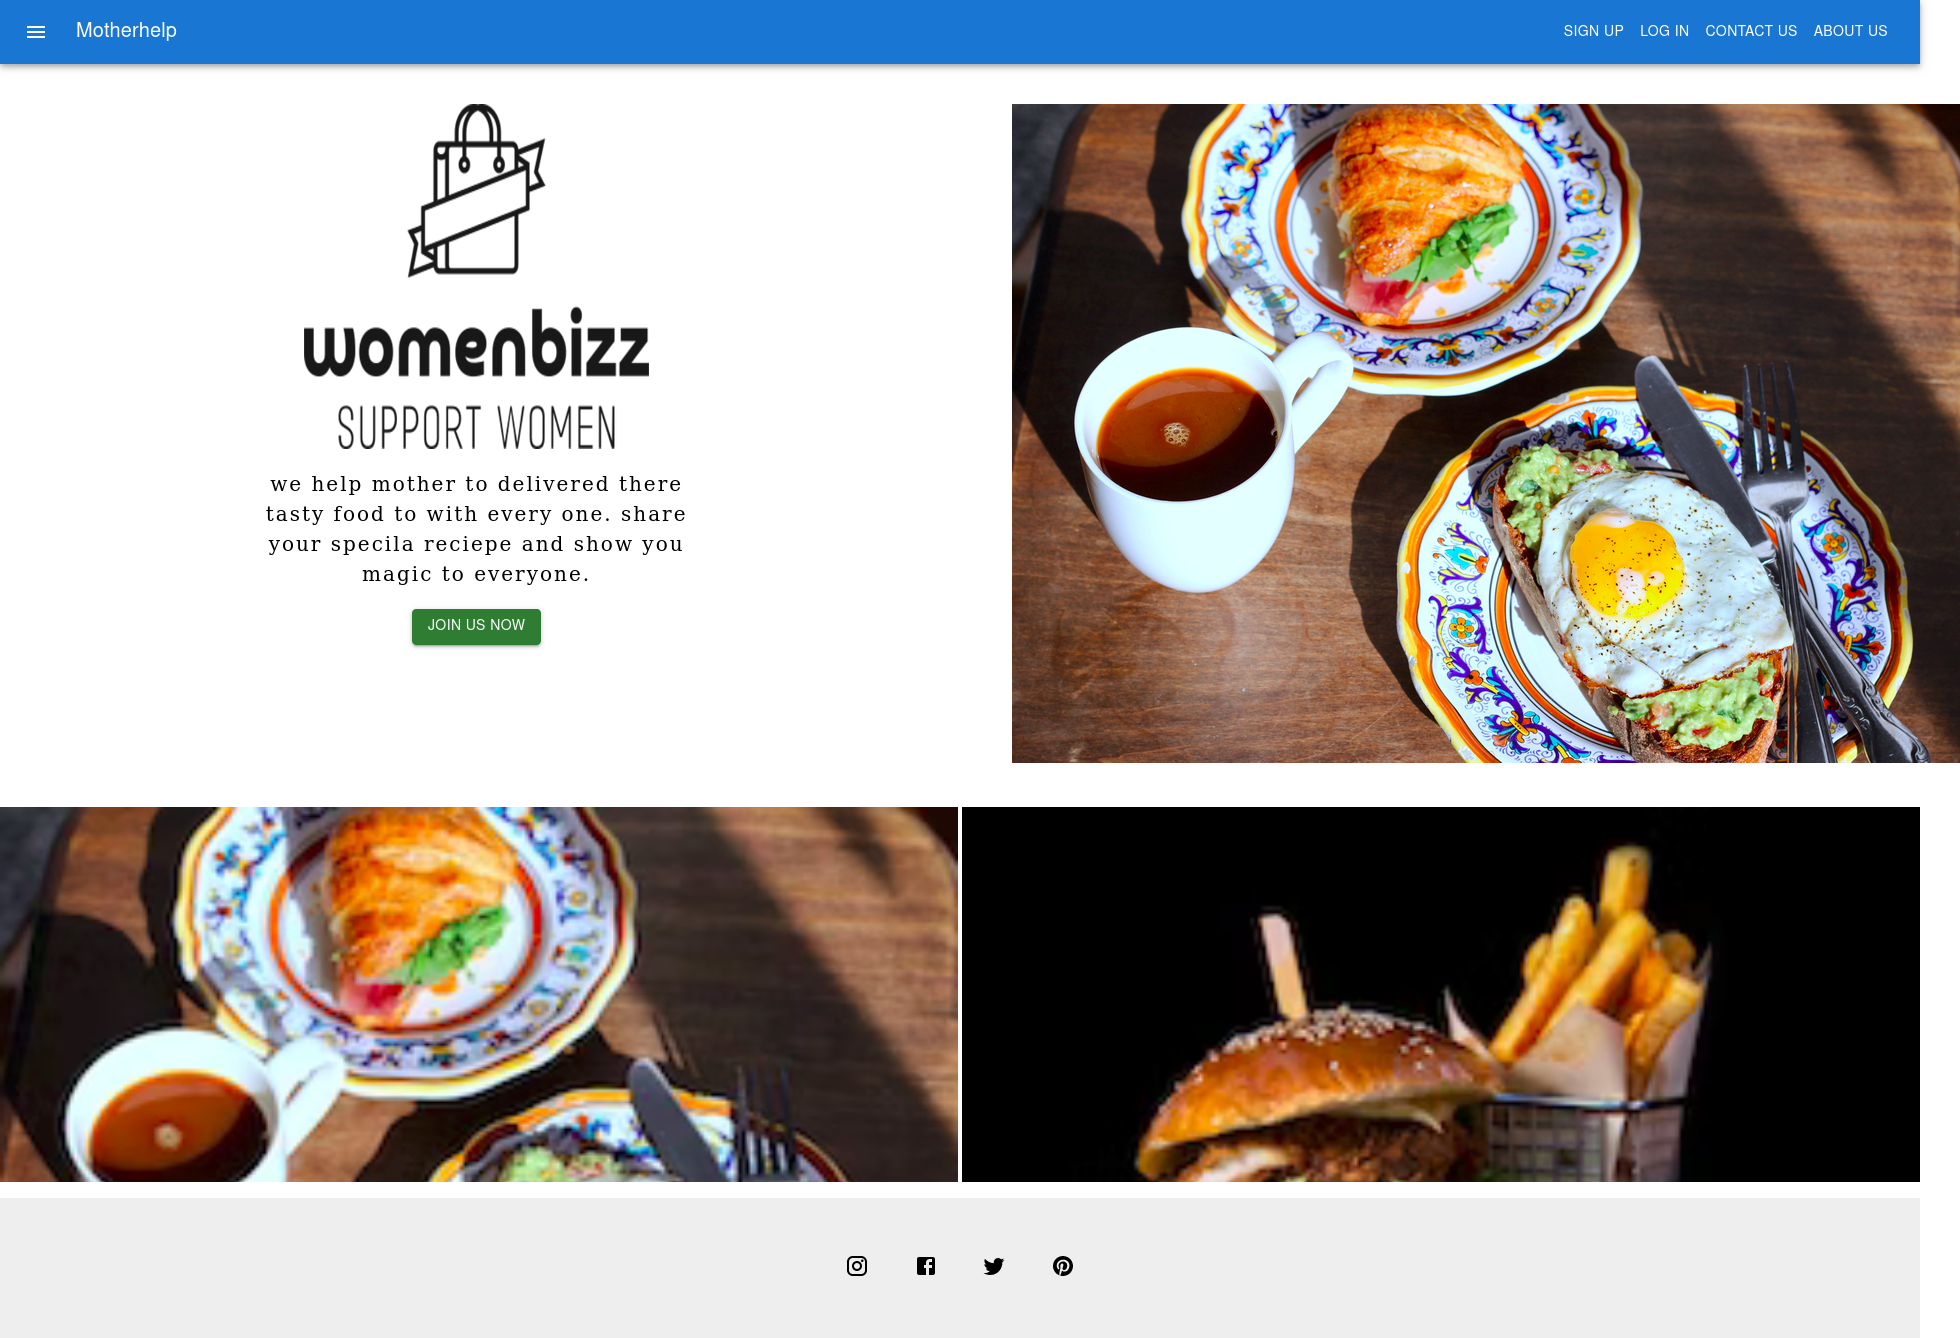 Motherhelp
SIGN UP LOG IN CONTACT US ABOUT US
womenbizz
SUPPORT WOMEN
we help mother to delivered there
tasty food to with every one. share
your specila reciepe and show you
magic to everyone.
JOIN US NOW